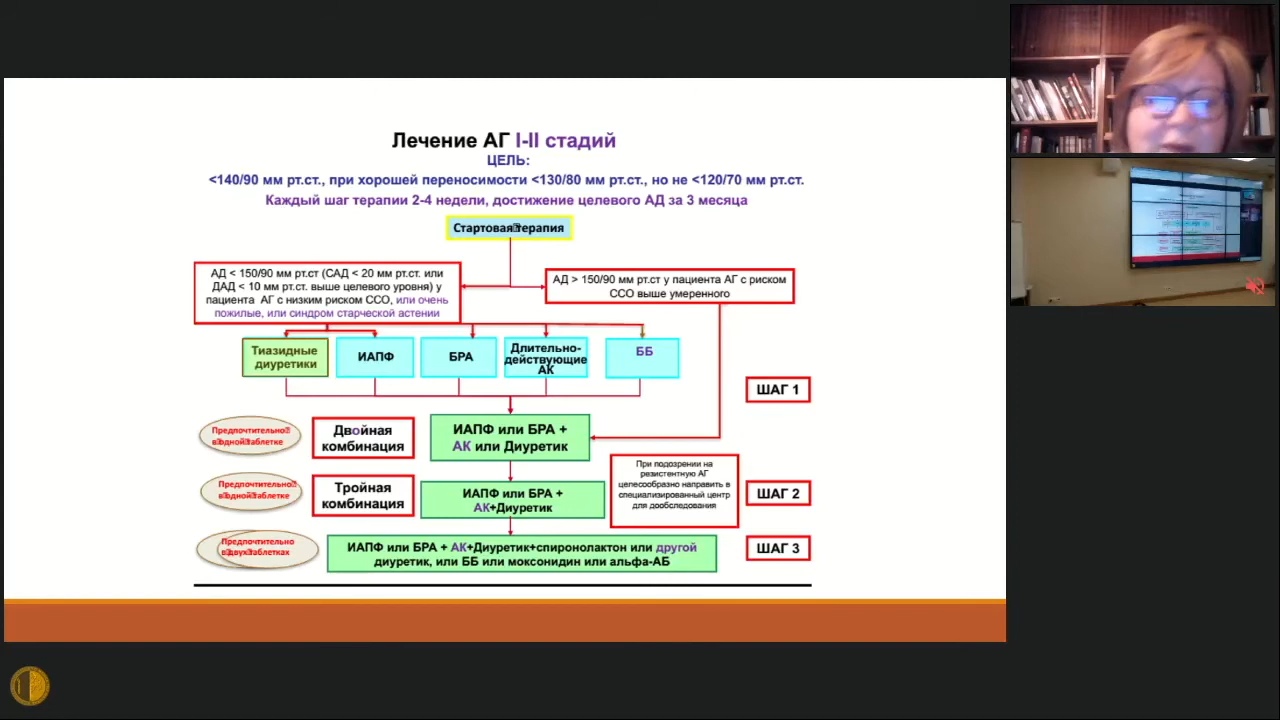 Лечение АГ I-II стадий
ЦЕЛЬ:
<140/90 мм рт.ст., при хорошей переносимости <130/80 мм рт.ст., но не <120/70 мм рт.ст.
Каждый шаг терапии 2-4 недели, достижение целевого АД за 3 месяца
Стартовая терапия
АД < 150/90 мм рт.ст (САД < 20 мм рт.ст. или
ДАД < 10 мм рт.ст. выше целевого уровня) у
пациента АГ с низким риском ССО, или очень
пожилые, или синдром старческой астении
АД > 150/90 мм рт.ст у пациента АГ с риском
ССО выше умеренного
Тиазидные
диуретики
ИАПФ
БРА
Длительно-
действующие
АК
ББ
ШАГ 1
Предпочтительно
в одной таблетке
Двойная
комбинация
ИАПФ или БРА +
АК или Диуретик
Предпочтительно
в одной таблетке
Тройная
комбинация
ИАПФ или БРА +
АК+Диуретик
При подозрении на
резистентную АГ
целесообразно направить в
специализированный центр
для дообследования
ШАГ 2
Предпочтительно
в двух таблетках
ИАПФ или БРА + АК+Диуретик+спиронолактон или другой
диуретик, или ББ или моксонидин или альфа-АБ
ШАГ 3